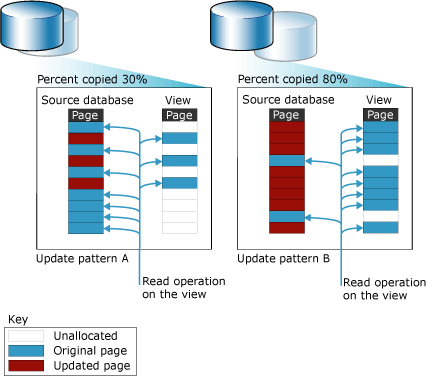 Percent copied 30%
Source database View
Page Page
Update pattern A
Read operation
on the view
Percent copied 80%
Source database View
Page Page
Update pattern B
Read operation
on the view
Key
Unallocated
Original page
Updated page